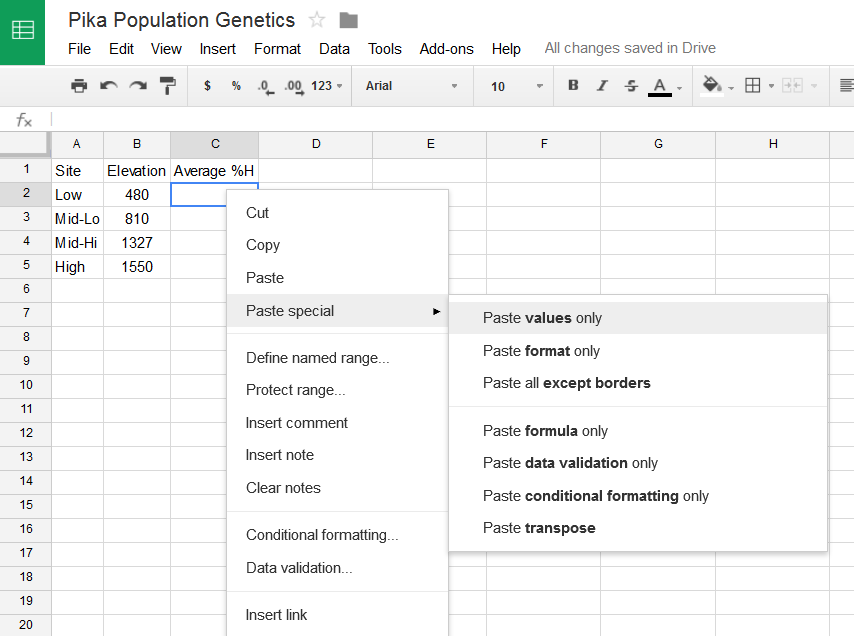 Pika Population Genetics
File Edit View Insert Format Data Tools Add-ons Help All changes saved in Drive
$ % .0 .00 123 Arial 10 B I S A
fx
A B C D E F G H
1 Site Elevation Average %H
2 Low 480
3 Mid-Lo 810
4 Mid-Hi 1327
5 High 1550
6
7
8
9
10
11
12
13
14
15
16
17
18
19
20
Cut
Copy
Paste
Paste special
Define named range...
Protect range...
Insert comment
Insert note
Clear notes
Conditional formatting...
Data validation...
Insert link
Paste values only
Paste format only
Paste all except borders
Paste formula only
Paste data validation only
Paste conditional formatting only
Paste transpose